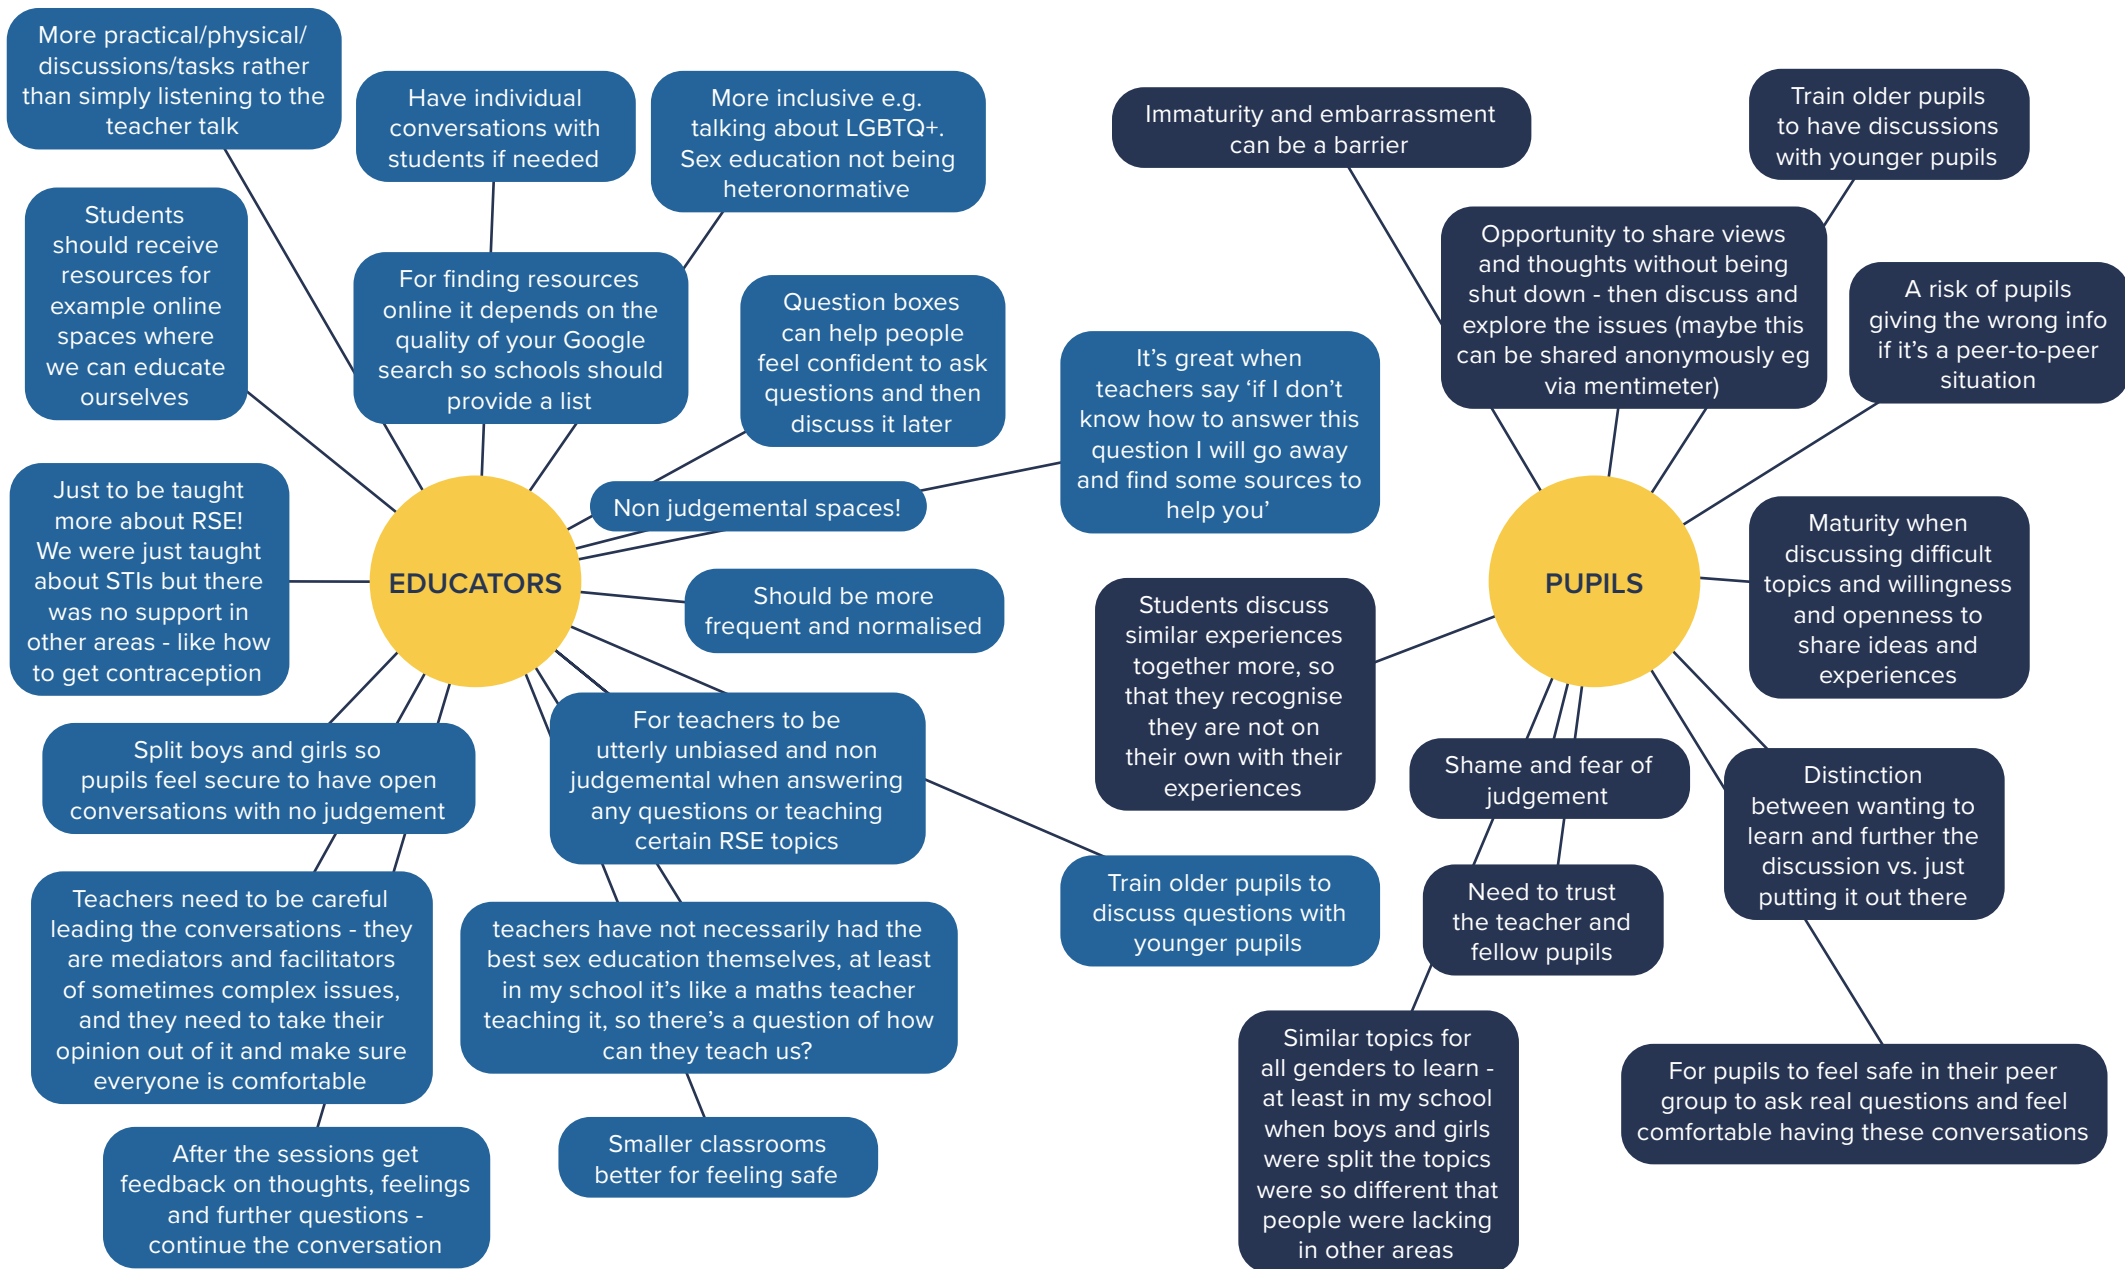 More practical/physical/
discussions/tasks rather
than simply listening to the
teacher talk
Have individual
conversations with
students if needed
More inclusive e.g.
talking about LGBTQ+.
Sex education not being
heteronormative
Students
should receive
resources for
example online
spaces where
we can educate
ourselves
For finding resources
online it depends on the
quality of your Google
search so schools should
provide a list
Question boxes
can help people
feel confident to ask
questions and then
discuss it later
It’s great when
teachers say ‘if I don’t
know how to answer this
question I will go away
and find some sources to
help you’
Just to be taught
more about RSE!
We were just taught
about STIs but there
was no support in
other areas - like how
to get contraception
Non judgemental spaces!
EDUCATORS
Should be more
frequent and normalised
Split boys and girls so
pupils feel secure to have open
conversations with no judgement
For teachers to be
utterly unbiased and non
judgemental when answering
any questions or teaching
certain RSE topics
Teachers need to be careful
leading the conversations - they
are mediators and facilitators
of sometimes complex issues,
and they need to take their
opinion out of it and make sure
everyone is comfortable
teachers have not necessarily had the
best sex education themselves, at least
in my school it’s like a maths teacher
teaching it, so there’s a question of how
can they teach us?
Train older pupils to
discuss questions with
younger pupils
After the sessions get
feedback on thoughts, feelings
and further questions -
continue the conversation
Smaller classrooms
better for feeling safe
Immaturity and embarrassment
can be a barrier
Train older pupils
to have discussions
with younger pupils
Opportunity to share views
and thoughts without being
shut down - then discuss and
explore the issues (maybe this
can be shared anonymously eg
via mentimeter)
A risk of pupils
giving the wrong info
if it’s a peer-to-peer
situation
PUPILS
Maturity when
discussing difficult
topics and willingness
and openness to
share ideas and
experiences
Students discuss
similar experiences
together more, so
that they recognise
they are not on
their own with their
experiences
Shame and fear of
judgement
Distinction
between wanting to
learn and further the
discussion vs. just
putting it out there
Need to trust
the teacher and
fellow pupils
Similar topics for
all genders to learn -
at least in my school
when boys and girls
were split the topics
were so different that
people were lacking
in other areas
For pupils to feel safe in their peer
group to ask real questions and feel
comfortable having these conversations